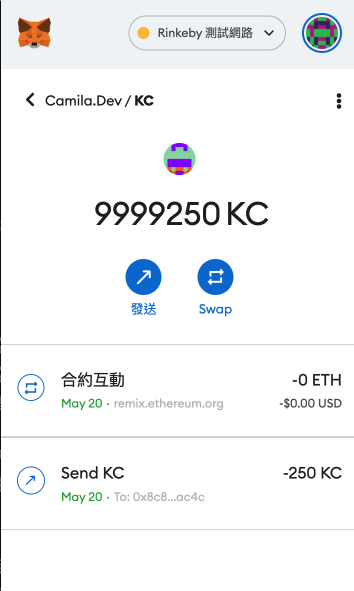 Rinkeby 測試網路
Camila.Dev / KC
9999250 KC
發送
Swap
合約互動
-0 ETH
May 20 · remix.ethereum.org
-$0.00 USD
Send KC
-250 KC
May 20 · To: 0x8c8...ac4c